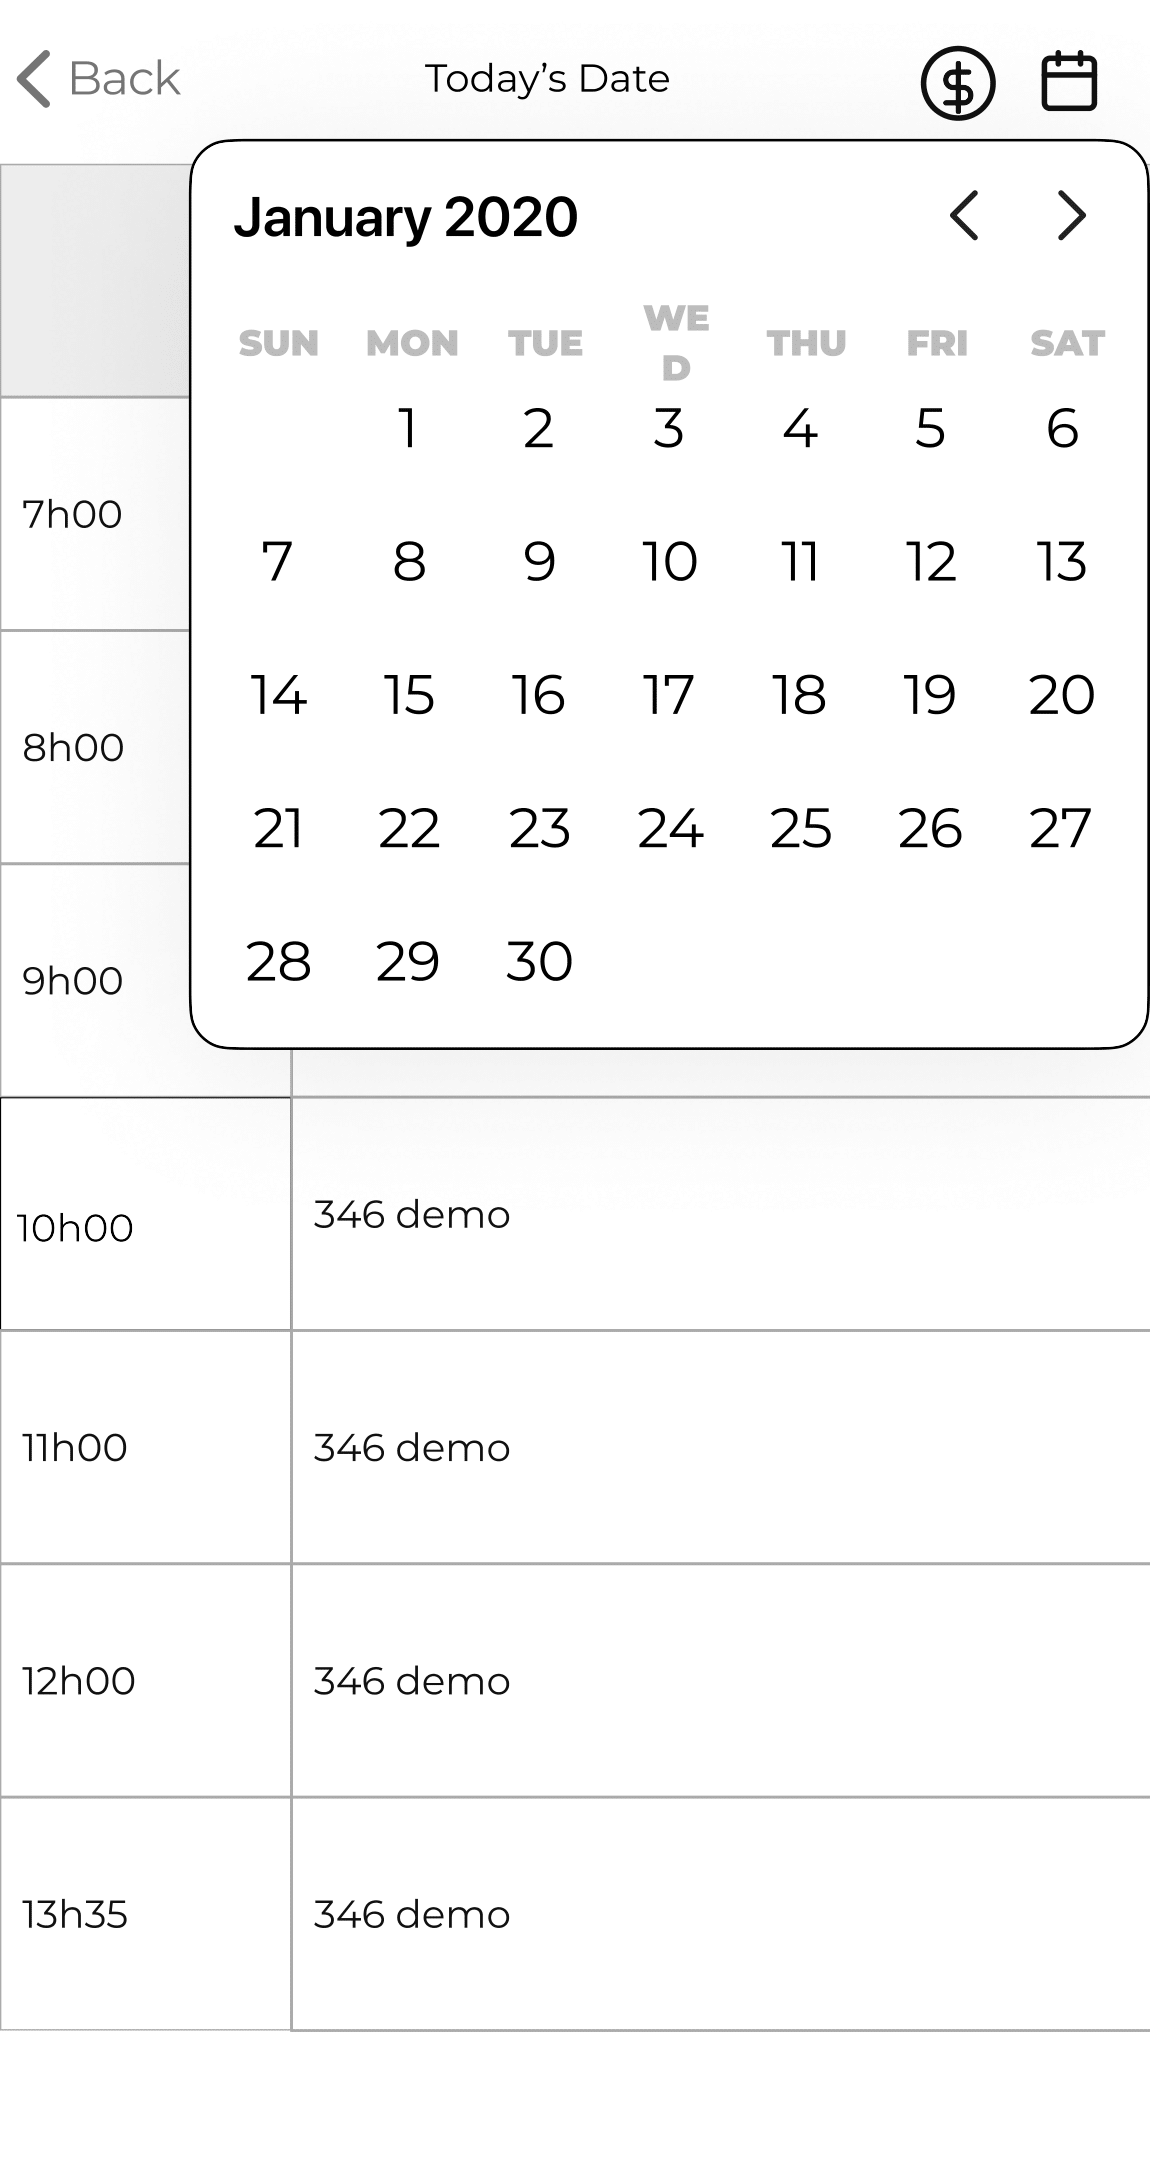 Back
Today's Date
January 2020
SUN MON TUE WE
D THU FRI SAT
1 2 3 4 5 6
7 8 9 10 11 12 13
14 15 16 17 18 19 20
21 22 23 24 25 26 27
28 29 30
7h00
8h00
9h00
10h00 346 demo
11h00 346 demo
12h00 346 demo
13h35 346 demo